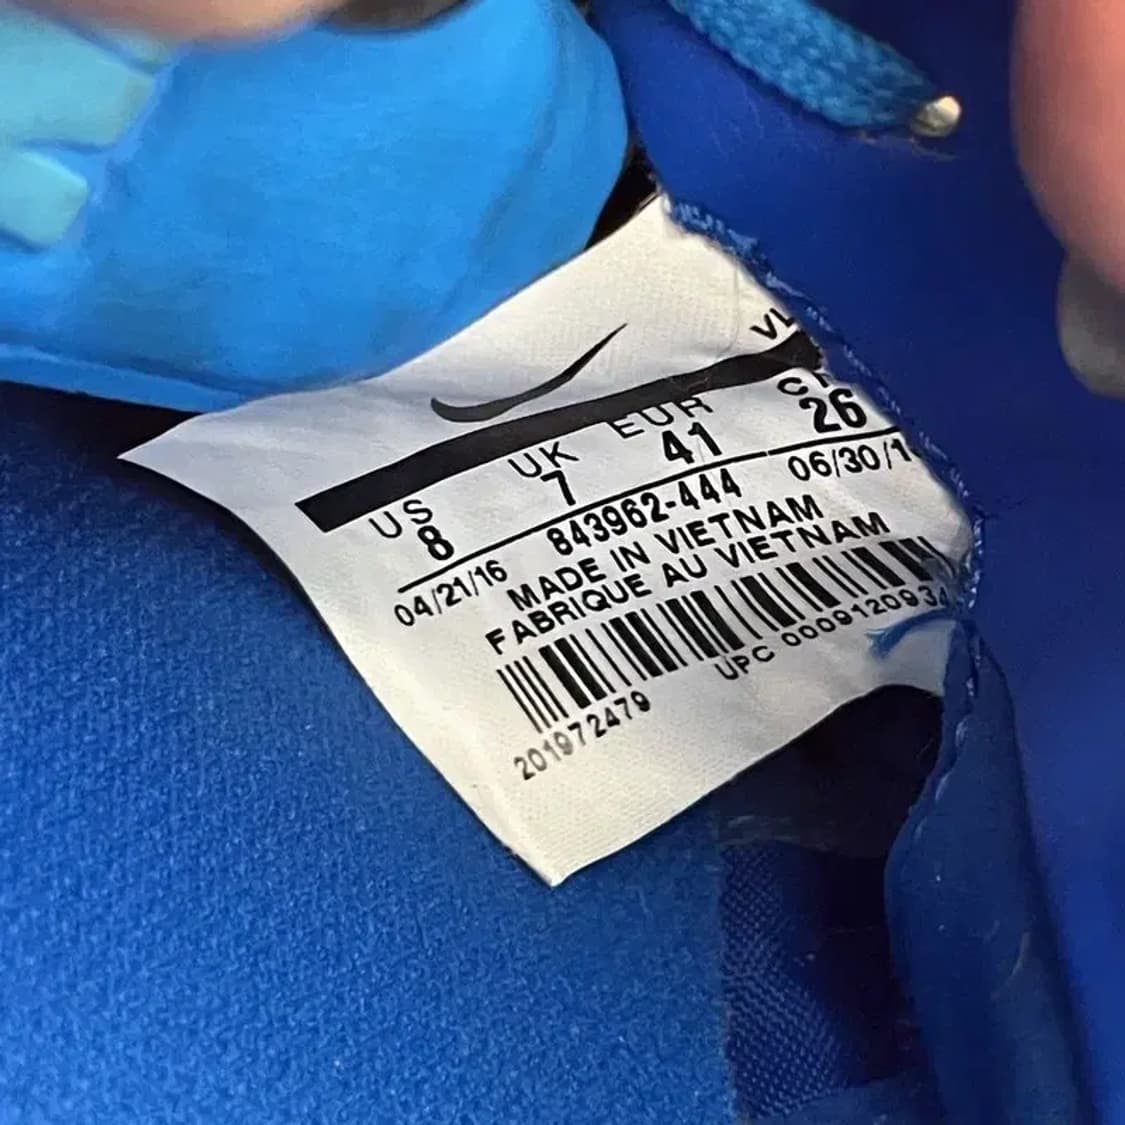 US UK EUR
8 7 41 26
843962-444
04/21/16 06/30/1
MADE IN VIETNAM
FABRIQUE AU VIETNAM
201972479 UPC 0009120934